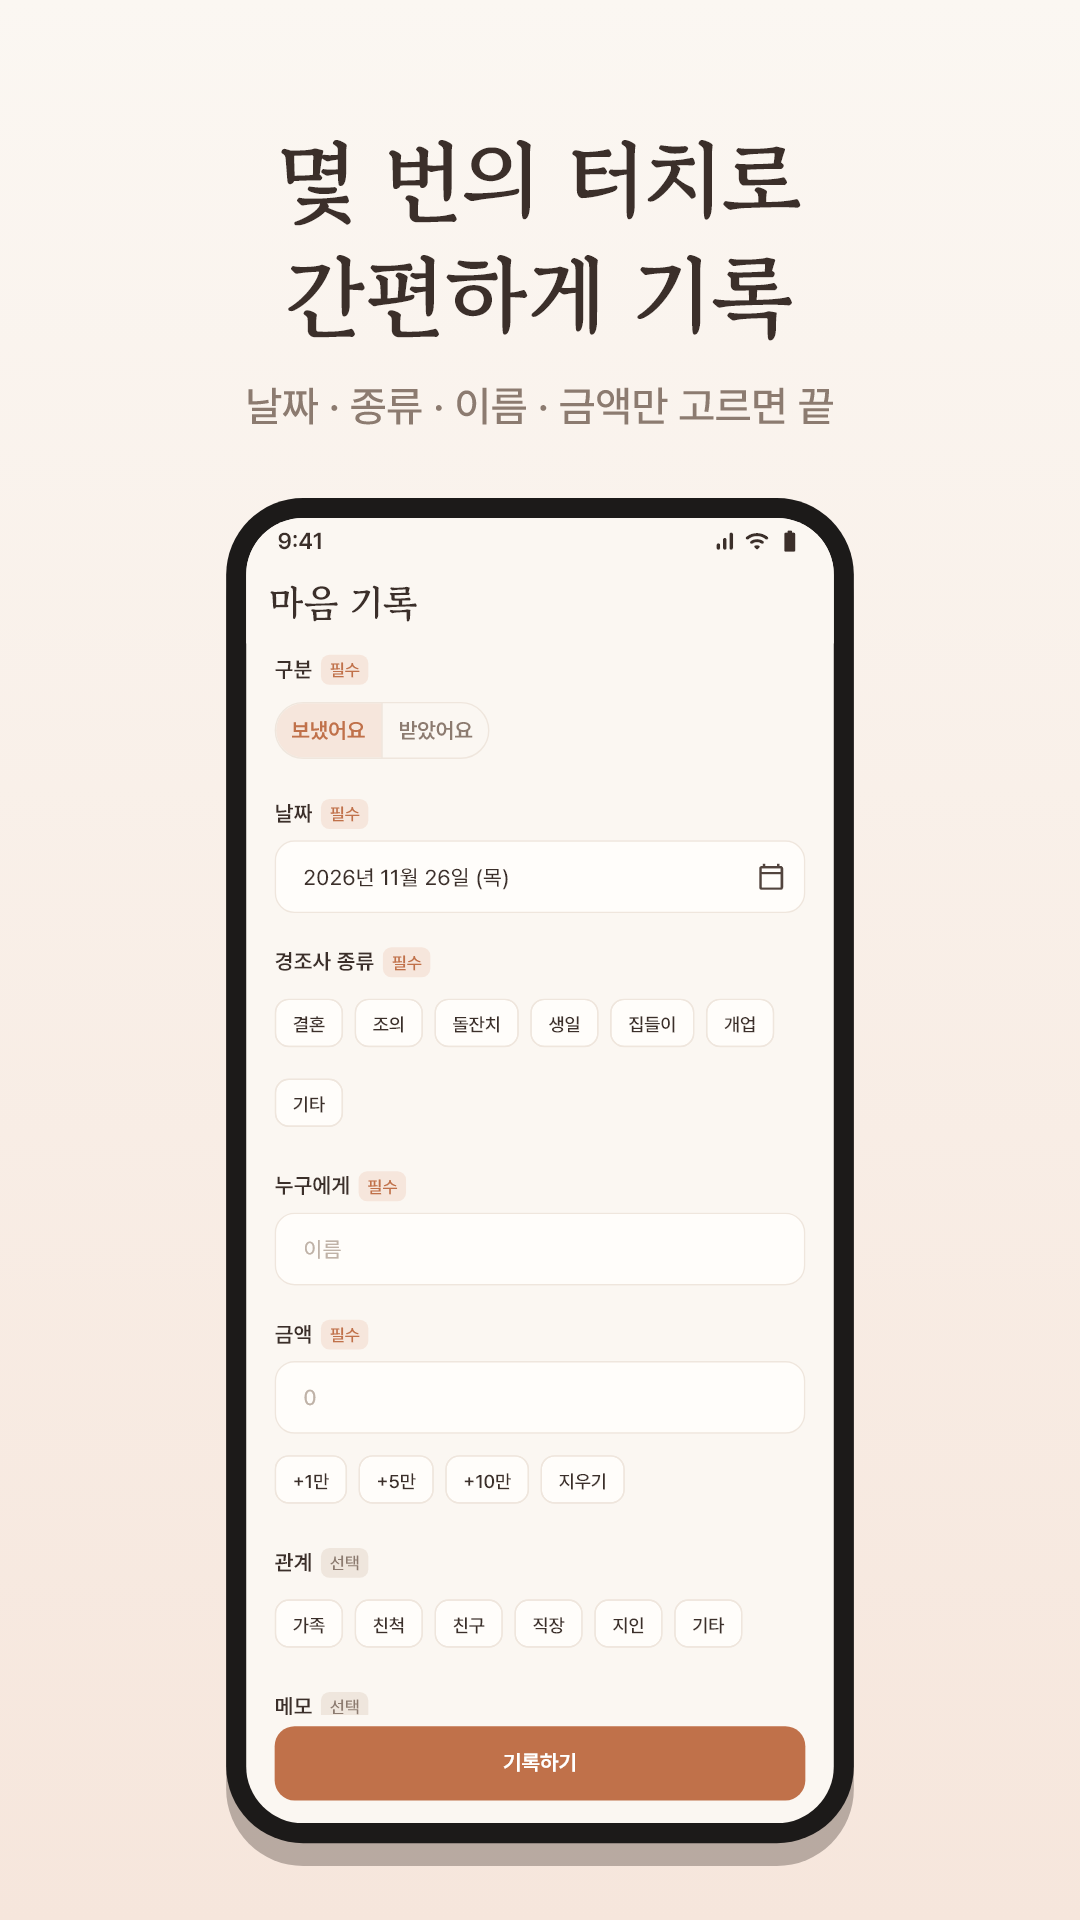 몇 번의 터치로
간편하게 기록
날짜 · 종류 · 이름 · 금액만 고르면 끝
9:41
마음 기록
구분 필수
보냈어요 받았어요
날짜 필수
2026년 11월 26일 (목)
경조사 종류 필수
결혼 조의 돌잔치 생일 집들이 개업
기타
누구에게 필수
이름
금액 필수
0
+1만 +5만 +10만 지우기
관계 선택
가족 친척 친구 직장 지인 기타
메모 선택
기록하기